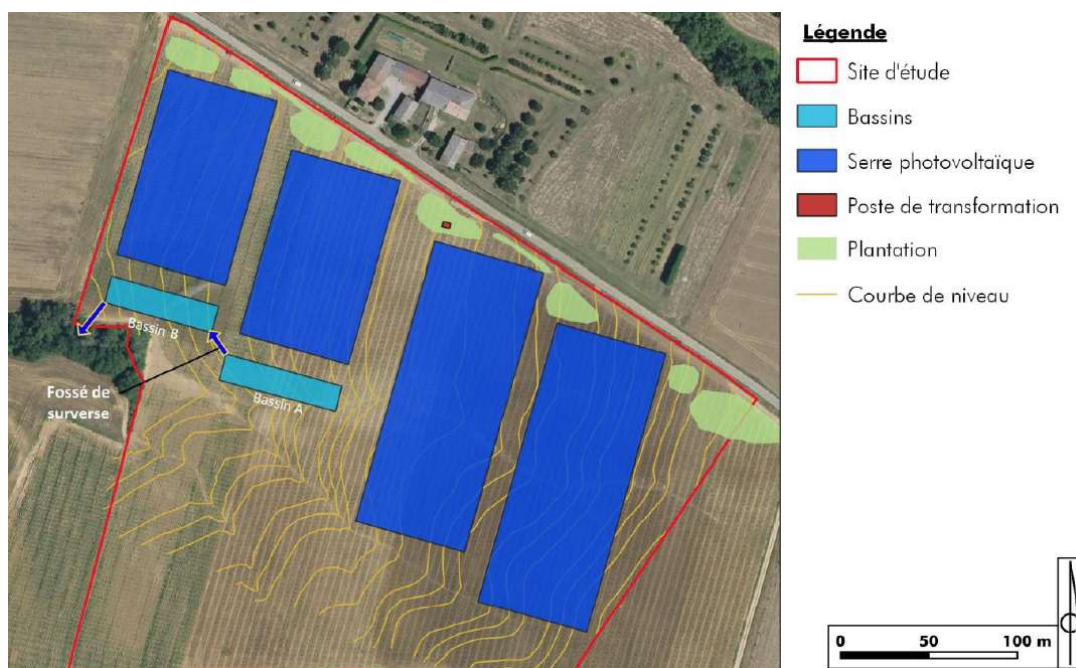 Légende
Site d'étude
Bassins
Serre photovoltaïque
Poste de transformation
Plantation
Courbe de niveau
Bassin B
Fossé de
surverse
Bassin A
0 50 100 m